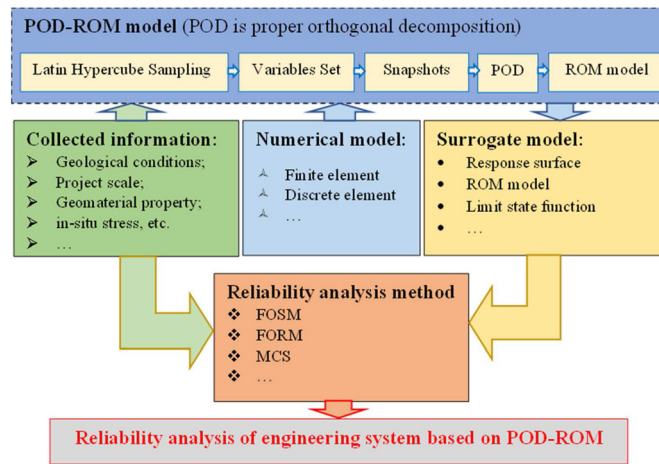 POD-ROM model (POD is proper orthogonal decomposition)
Latin Hypercube Sampling
Variables Set
Snapshots
POD
ROM model
Collected information:
Geological conditions;
Project scale;
Geomaterial property;
in-situ stress, etc.
…
Numerical model:
Finite element
Discrete element
…
Surrogate model:
Response surface
ROM model
Limit state function
…
Reliability analysis method
FOSM
FORM
MCS
…
Reliability analysis of engineering system based on POD-ROM